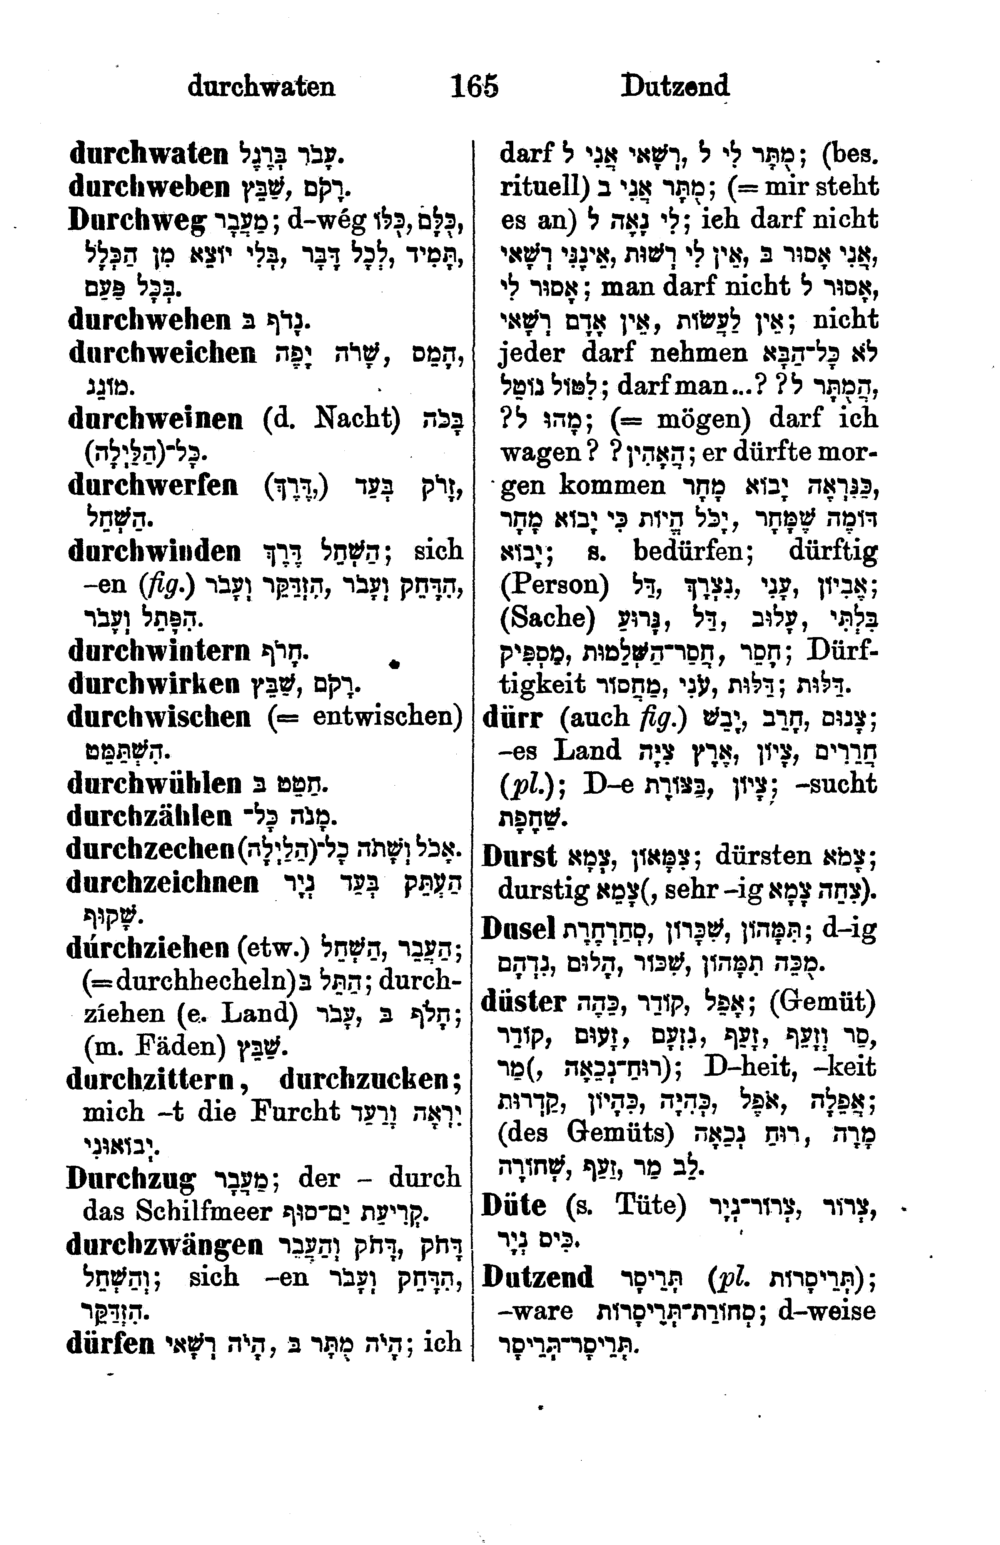 durchwaten 165 Dutzend
durchwaten עָבֹר בְּרֶגֶל.
durchweben רָקֹם, שַׁבֵּץ.
Durchweg מַעֲבָר; d-wég כֻּלָּם, כֻּלּוֹ,
תָּמִיד, לְכָל דָּבָר, בְּלִי יוֹצֵא מִן הַכְּלָל
בְּכָל פָּעַם.
durchwehen נָדֹף ב.
durchweichen הָמַם, שָׁרֹה יָפֶה,
מוֹגֵג.
durchweinen (d. Nacht) בָּכֹה
כָּל־(הַלַּיְלָה).
durchwerfen (דֶּרֶךְ,) זָרֹק בְּעַד,
הַשְׁחֵל.
durchwinden הַשְׁחֵל דֶּרֶךְ; sich
–en (fig.) הִדָּחֵק וְעָבֹר, הִזְדַּקֵּר וְעָבֹר,
הִפָּתֵל וְעָבֹר.
durchwintern חָרֹף.
durchwirken רָקֹם, שַׁבֵּץ.
durchwischen (= entwischen)
הִשְׁתַּמֵּט.
durchwühlen חַטֵּט ב.
durchzählen מָנֹה כָּל־.
durchzechen אָכֹל וְשָׁתֹה כָּל־(הַלַּיְלָה).
durchzeichnen הַעְתֵּק בְּעַד נְיָר
שָׁקוּף.
dúrchziehen (etw.) הַעֲבֵר, הַשְׁחֵל;
(= durchhecheln) הַתֵּל ב; durch-
zíehen (e. Land) חָלֹף ב, עָבֹר;
(m. Fäden) שַׁבֵּץ.
durchzittern, durchzucken;
mich –t die Furcht יִרְאָה וָרַעַד
יְבוֹאוּנִי.
Durchzug מַעֲבָר; der – durch
das Schilfmeer קְרִיעַת יַם־סוּף.
durchzwängen דָּחֹק, דָּחֹק וְהַעֲבֵר
וְהַשְׁחֵל; sich –en הִדָּחֵק וְעָבֹר,
הִזְדַּקֵּר.
dürfen הָיֹה מֻתָּר ב, הָיֹה רַשָּׁאי; ich
darf מֻתָּר לִי ל, רַשָּׁאי אֲנִי ל; (bes.
rituell) מֻתָּר אֲנִי ב; (= mir steht
es an) לִי נָאֶה ל; ich darf nicht
אֲנִי אָסוּר ב, אֵין לִי רְשׁוּת, אֵינֶנִּי רַשָּׁאי,
אָסוּר לִי; man darf nicht אָסוּר ל,
אֵין לַעֲשׂוֹת, אֵין אָדָם רַשָּׁאי; nicht
jeder darf nehmen לֹא כָּל־הַבָּא
לִטּוֹל נוֹטֵל; darf man...? הֲמֻתָּר ל?,
מַהוּ ל?; (= mögen) darf ich
wagen? הַאָהִין?; er dürfte mor-
gen kommen כַּנִּרְאֶה יָבוֹא מָחָר,
דּוֹמֶה שֶׁמָּחָר, יָכֹל הֱיוֹת כִּי יָבוֹא מָחָר
יָבוֹא; s. bedürfen; dürftig
(Person) אֶבְיוֹן, עָנִי, נִצְרָךְ, דַּל;
(Sache) בִּלְתִּי, עָלוּב, דַּל, גָּרוּעַ
חָסֵר, חֲסַר־הַשְׁלָמוּת, מַסְפִּיק; Dürf-
tigkeit דַּלּוּת; דַּלּוּת, עֳנִי, מַחֲסוֹר.
dürr (auch fig.) צָנוּם, חָרֵב, יָבֵשׁ;
–es Land אֶרֶץ צִיָּה, צָיוֹן, חֲרֵרִים
(pl.); D–e צָיוֹן, בַּצּוֹרֶת; –sucht
שַׁחֶפֶת.
Durst צָמָא, צִמָּאוֹן; dürsten צָמֹא;
durstig צָמֵא(, sehr –ig צִחֵה צָמָא).
Dusel תִּמָּהוֹן, שִׁכָּרוֹן, סְחַרְחֹרֶת; d–ig
מֻכֵּה תִמָּהוֹן, שִׁכּוֹר, הָלוּם, נִדְהָם.
düster אָפֵל, קוֹדֵר, כֵּהֶה; (Gemüt)
סַר וְזָעֵף, זָעֵף, נִזְעָם, זָעוּם, קוֹדֵר,
מַר(, רוּחַ־נְכֵאָה); D–heit, –keit
אֲפֵלָה, אֹפֶל, כְּהִיָּה, כִּהָיוֹן, קַדְרוּת;
(des Gemüts) מָרָה, רוּחַ נְכֵאָה,
לֵב מַר, זַעַף, שְׁחוֹרָה.
Düte (s. Tüte) צְרוֹר, צְרוֹר־נְיָר,
כִּיס נְיָר.
Dutzend תְּרֵיסָר (pl. תְּרֵיסָרוֹת);
–ware סְחוֹרַת־תְּרֵיסָרוֹת; d–weise
תְּרֵיסָר־תְּרֵיסָר.